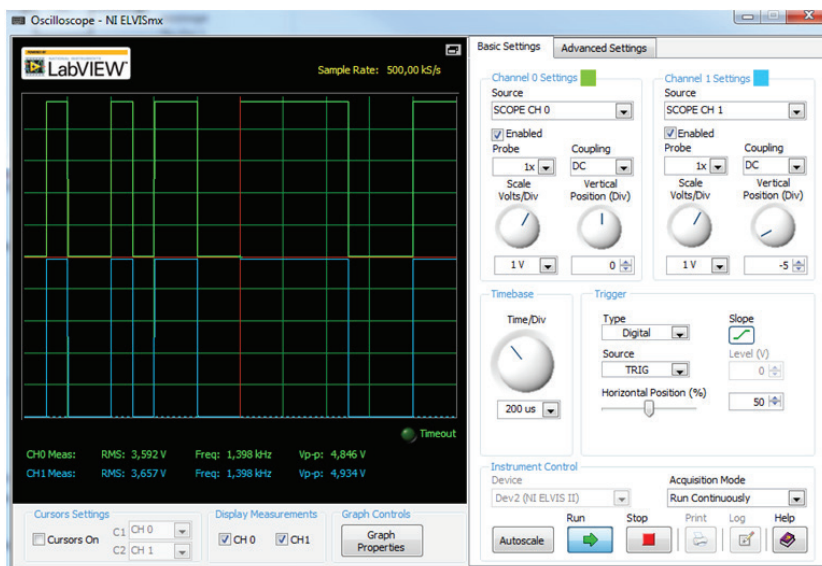 Oscilloscope - NI ELVISmx
LabVIEW
Sample Rate: 500,00 kS/s
Timeout
CH0 Meas: RMS: 3,592 V Freq: 1,398 kHz Vp-p: 4,846 V
CH1 Meas: RMS: 3,657 V Freq: 1,398 kHz Vp-p: 4,934 V
Cursors Settings
Cursors On
C1 CH 0
C2 CH 1
Display Measurements
CH 0 CH1
Graph Controls
Graph
Properties
Basic Settings Advanced Settings
Channel 0 Settings
Source
SCOPE CH 0
Enabled
Probe Coupling
1x DC
Scale Vertical
Volts/Div Position (Div)
1 V 0
Channel 1 Settings
Source
SCOPE CH 1
Enabled
Probe Coupling
1x DC
Scale Vertical
Volts/Div Position (Div)
1 V -5
Timebase
Time/Div
200 us
Trigger
Type Slope
Digital
Source Level (V)
TRIG 0
Horizontal Position (%)
50
Instrument Control
Device Acquisition Mode
Dev2 (NI ELVIS II) Run Continuously
Run Stop Print Log Help
Autoscale